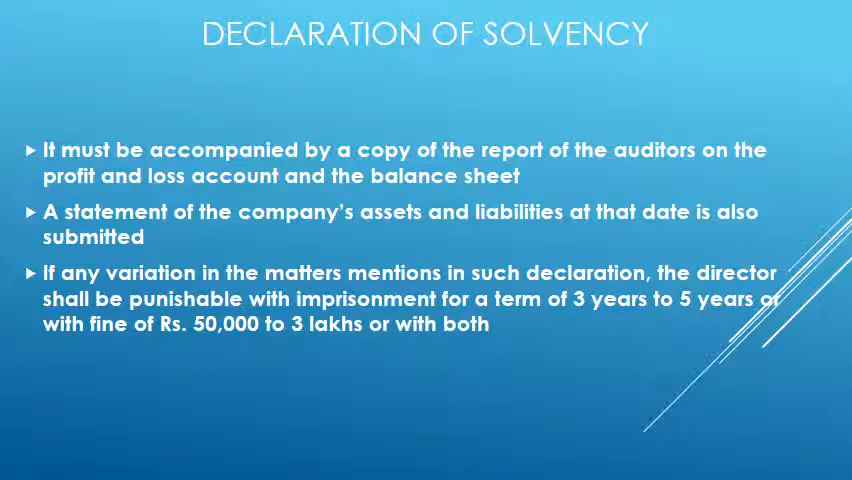 DECLARATION OF SOLVENCY
It must be accompanied by a copy of the report of the auditors on the
profit and loss account and the balance sheet
A statement of the company's assets and liabilities at that date is also
submitted
If any variation in the matters mentions in such declaration, the director
shall be punishable with imprisonment for a term of 3 years to 5 years or
with fine of Rs. 50,000 to 3 lakhs or with both